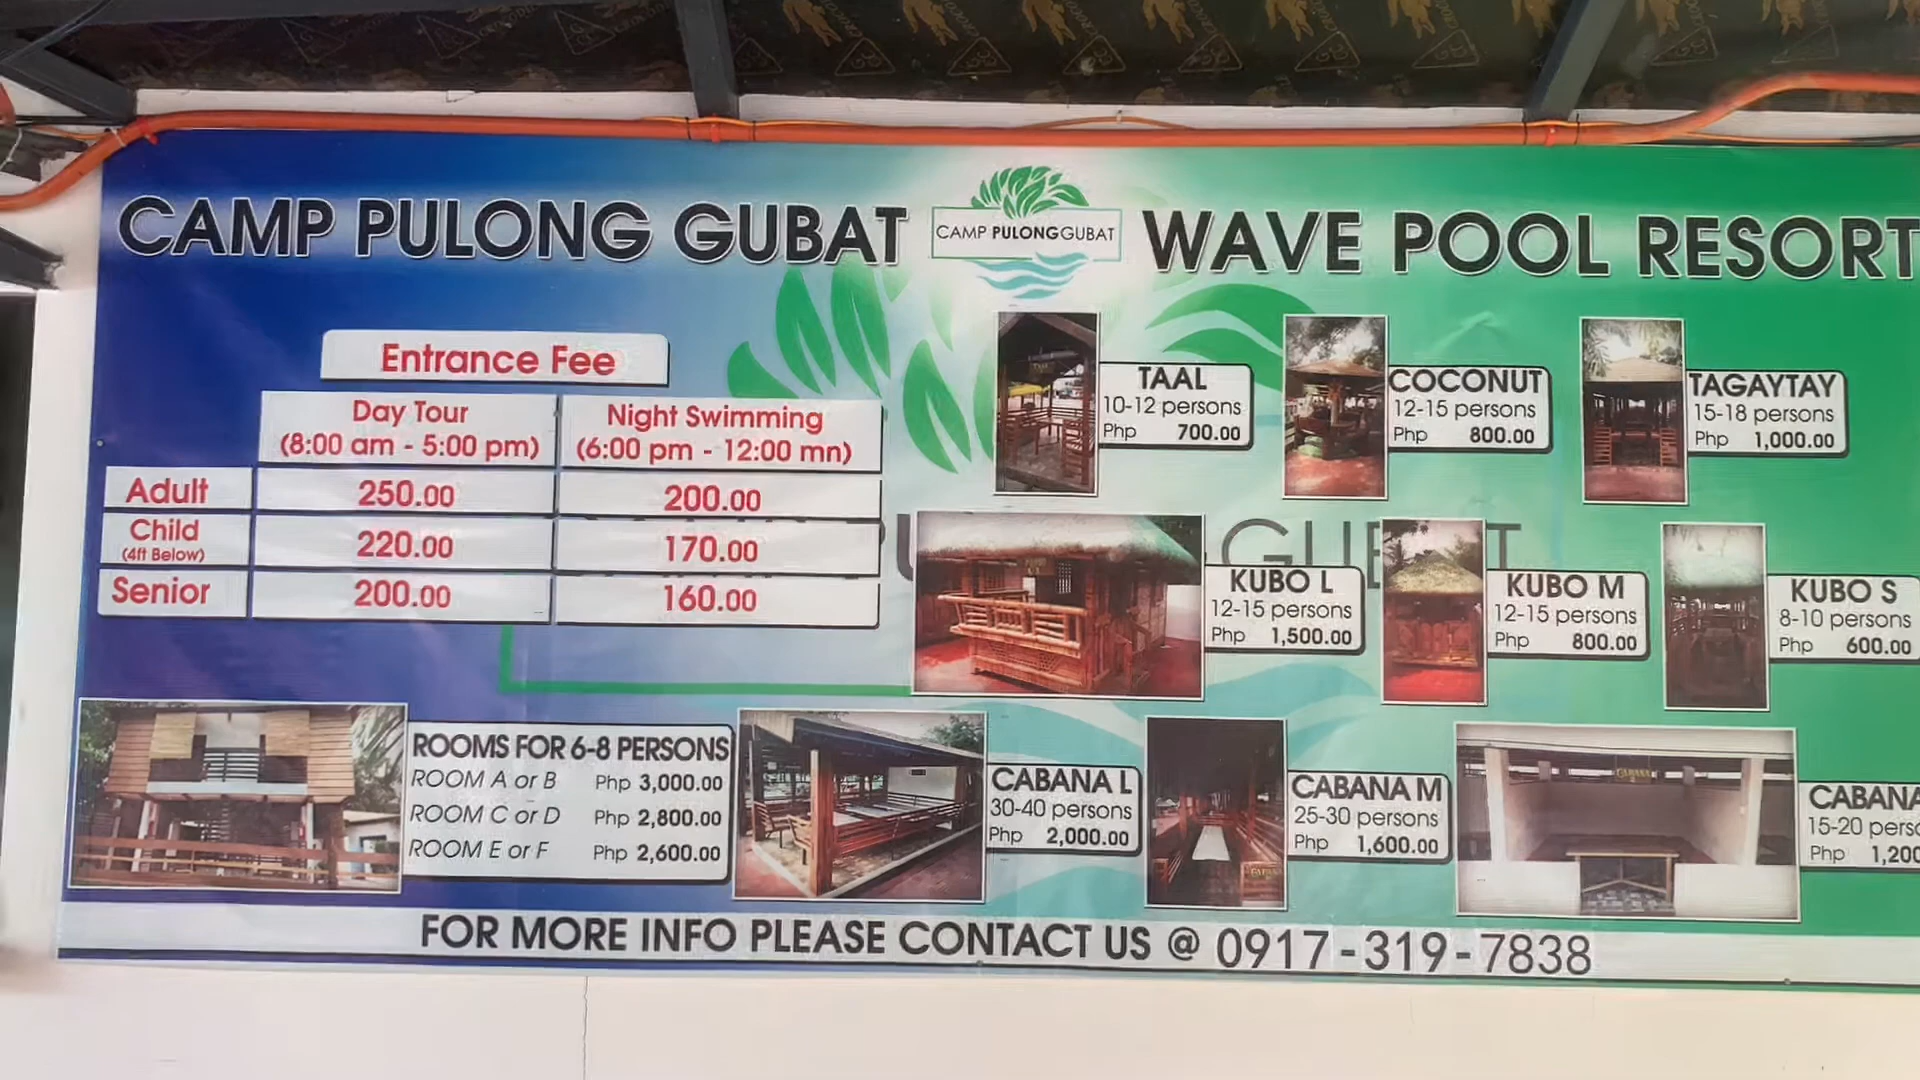 CAMP PULONG GUBAT
CAMP PULONGGUBAT
WAVE POOL RESORT
Entrance Fee
Day Tour
(8:00 am - 5:00 pm)
Night Swimming
(6:00 pm - 12:00 mn)
Adult 250.00 200.00
Child
(4ft Below)
220.00 170.00
Senior 200.00 160.00
TAAL
10-12 persons
Php 700.00
COCONUT
12-15 persons
Php 800.00
TAGAYTAY
15-18 persons
Php 1,000.00
KUBO L
12-15 persons
Php 1,500.00
KUBO M
12-15 persons
Php 800.00
KUBO S
8-10 persons
Php 600.00
ROOMS FOR 6-8 PERSONS
ROOM A or B Php 3,000.00
ROOM C or D Php 2,800.00
ROOM E or F Php 2,600.00
CABANA L
30-40 persons
Php 2,000.00
CABANA M
25-30 persons
Php 1,600.00
CABANA
15-20 perso
Php 1,200
FOR MORE INFO PLEASE CONTACT US @ 0917-319-7838